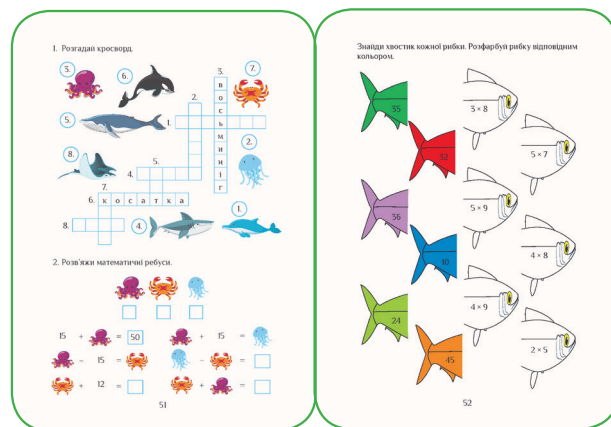 1. Розгадай кросворд.
3.
6.
3.
7.
2.
в
о
5.
1.
с
ь
м
8.
2.
и
5.
н
4.
і
7.
г
6. к о с а т к а
8.
4.
1.
2. Розв'яжи математичні ребуси.
15 + = 50
+ 15 =
- 15 =
- =
+ 12 =
+ =
51
Знайди хвостик кожної рибки. Розфарбуй рибку відповідним
кольором.
35
3 × 8
32
5 × 7
36
5 × 9
10
4 × 8
24
4 × 9
45
2 × 5
52